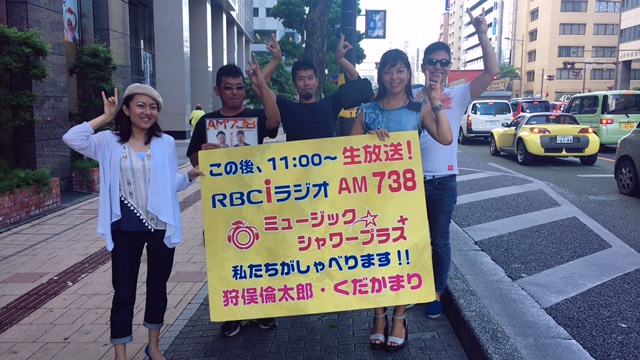 この後、11:00～生放送！
RBCiラジオ AM 738
ミュージック☆
シャワープラス＋
私たちがしゃべります！！
狩俣倫太郎・くだかまり
AM738